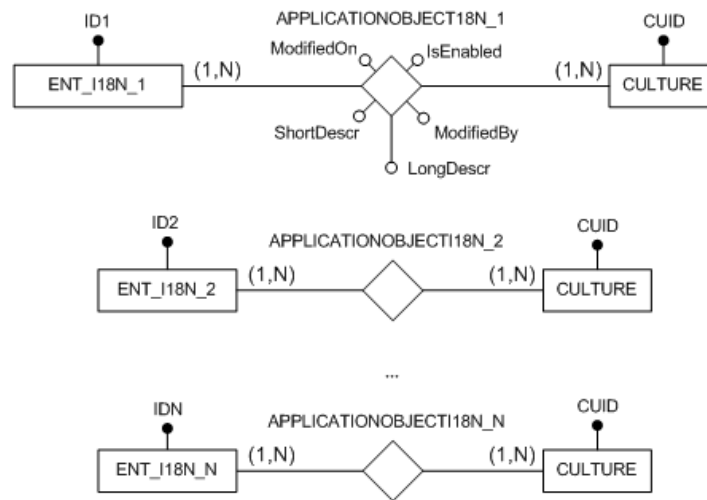 APPLICATIONOBJECT18N_1
ID1
CUID
ModifiedOn
IsEnabled
ENT_I18N_1
(1,N)
(1,N)
CULTURE
ShortDescr
ModifiedBy
LongDescr
ID2
APPLICATIONOBJECTI18N_2
CUID
ENT_I18N_2
(1,N)
(1,N)
CULTURE
...
IDN
APPLICATIONOBJECTI18N_N
CUID
ENT_I18N_N
(1,N)
(1,N)
CULTURE